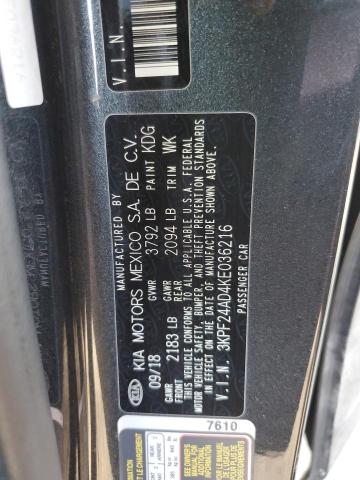 V.I.N.
MANUFACTURED BY
KIA KIA MOTORS MEXICO S.A. DE C.V.
09/18 GVWR 3792 LB PAINT KDG
GAWR FRONT 2183 LB GAWR REAR 2094 LB TRIM WK
THIS VEHICLE CONFORMS TO ALL APPLICABLE U.S.A. FEDERAL
MOTOR VEHICLE SAFETY, BUMPER, AND THEFT PREVENTION
STANDARDS IN EFFECT ON THE DATE OF MANUFACTURE SHOWN ABOVE.
V.I.N. 3KPF24AD4KE036216
PASSENGER CAR
7610